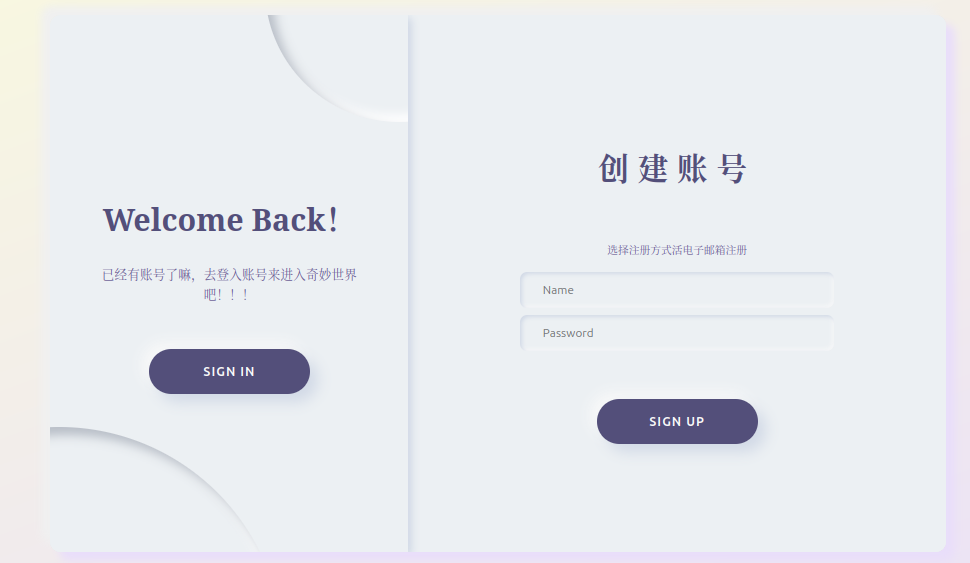 Welcome Back!
已经有账号了嘛，去登入账号来进入奇妙世界
吧！！！
SIGN IN
创建账号
选择注册方式活电子邮箱注册
Name
Password
SIGN UP